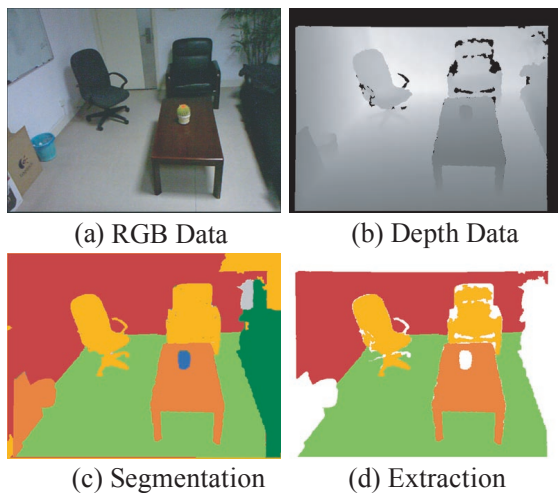 (a) RGB Data
(b) Depth Data
(c) Segmentation
(d) Extraction